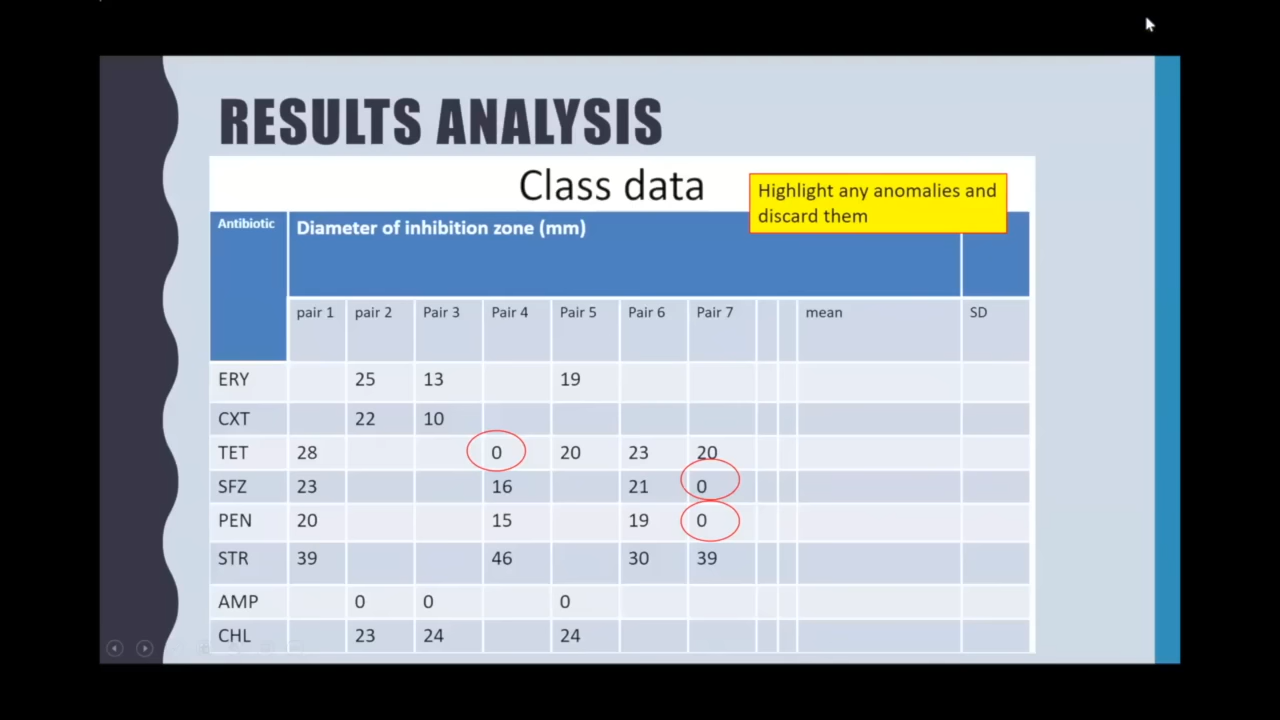 RESULTS ANALYSIS
Class data
Highlight any anomalies and
discard them
Antibiotic Diameter of inhibition zone (mm)
pair 1 pair 2 Pair 3 Pair 4 Pair 5 Pair 6 Pair 7 mean SD
ERY 25 13 19
CXT 22 10
TET 28 0 20 23 20
SFZ 23 16 21 0
PEN 20 15 19 0
STR 39 46 30 39
AMP 0 0 0
CHL 23 24 24